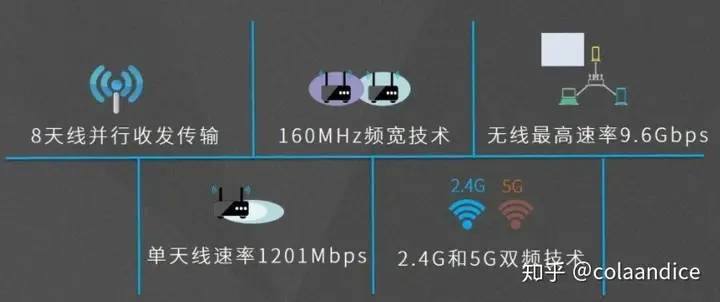 8天线并行收发传输
160MHz频宽技术
无线最高速率9.6Gbps
单天线速率1201Mbps
2.4G
5G
2.4G和5G双频技术
知乎 @colaandice